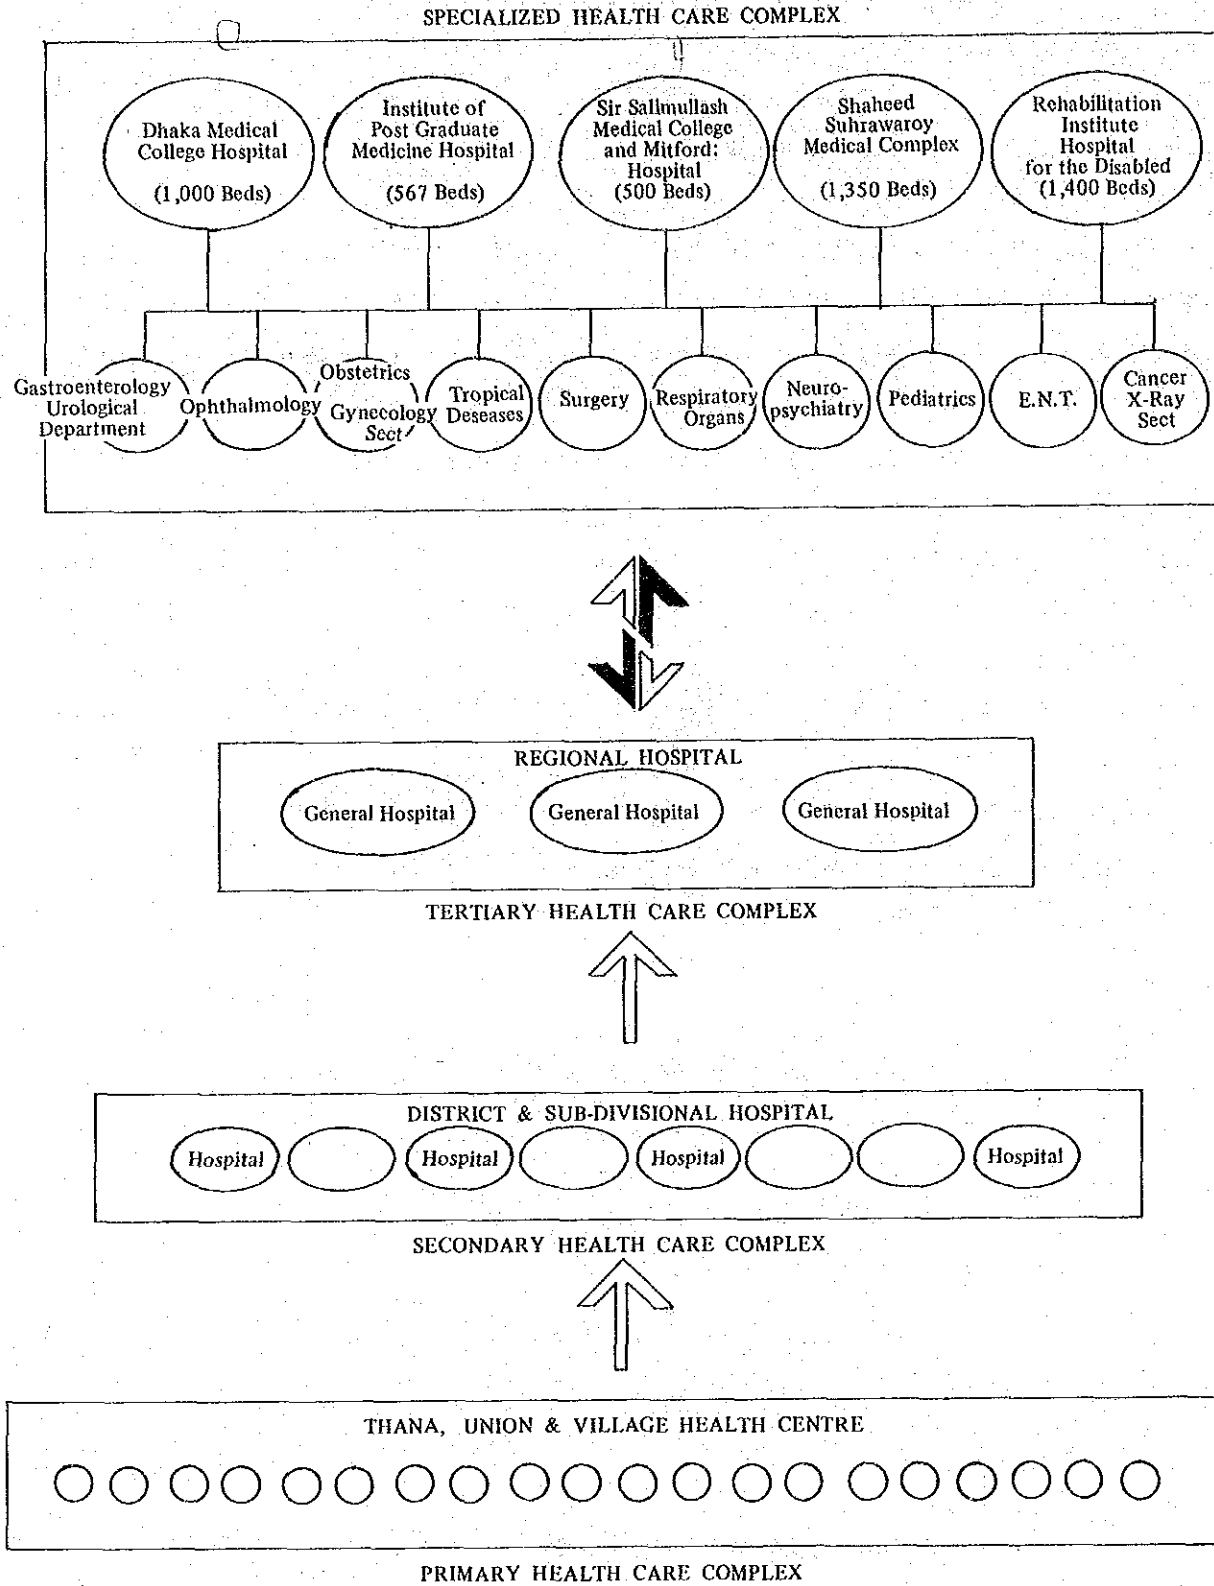 SPECIALIZED HEALTH CARE COMPLEX
Dhaka Medical
College Hospital
(1,000 Beds)
Institute of
Post Graduate
Medicine Hospital
(567 Beds)
Sir Salimullash
Medical College
and Mitford:
Hospital
(500 Beds)
Shaheed
Suhrawaroy
Medical Complex
(1,350 Beds)
Rehabilitation
Institute
Hospital
for the Disabled
(1,400 Beds)
Gastroenterology
Urological
Department
Ophthalmology
Obstetrics
Gynecology
Sect
Tropical
Deseases
Surgery
Respiratory
Organs
Neuro-
psychiatry
Pediatrics
E.N.T.
Cancer
X-Ray
Sect
REGIONAL HOSPITAL
General Hospital
General Hospital
General Hospital
TERTIARY HEALTH CARE COMPLEX
DISTRICT & SUB-DIVISIONAL HOSPITAL
Hospital
Hospital
Hospital
Hospital
SECONDARY HEALTH CARE COMPLEX
THANA, UNION & VILLAGE HEALTH CENTRE
PRIMARY HEALTH CARE COMPLEX